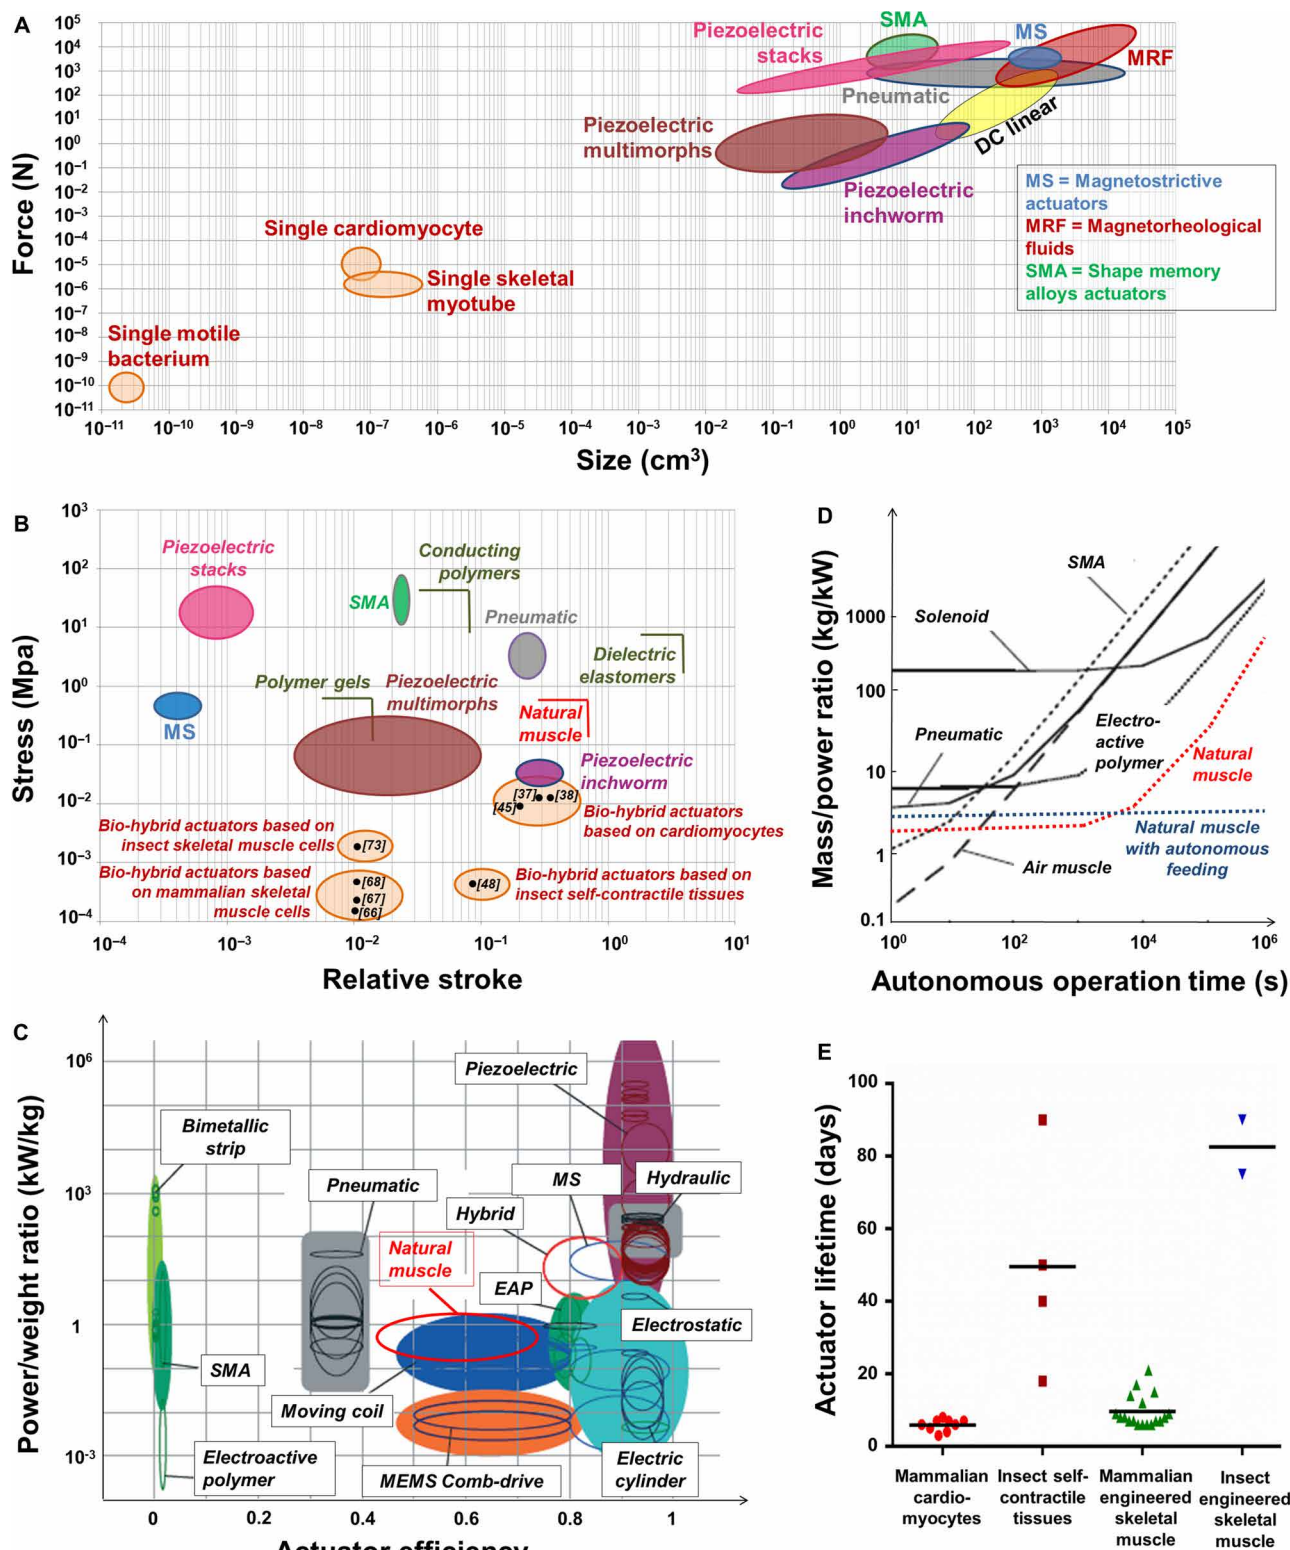 A
10⁵
10⁴
10³
10²
10¹
10⁰
10⁻¹
10⁻²
10⁻³
10⁻⁴
10⁻⁵
10⁻⁶
10⁻⁷
10⁻⁸
10⁻⁹
10⁻¹⁰
10⁻¹¹
Force (N)
Piezoelectric
stacks
SMA
MS
MRF
Pneumatic
DC linear
Piezoelectric
multimorphs
Piezoelectric
inchworm
MS = Magnetostrictive
actuators
MRF = Magnetorheological
fluids
SMA = Shape memory
alloys actuators
Single cardiomyocyte
Single skeletal
myotube
Single motile
bacterium
10⁻¹¹ 10⁻¹⁰ 10⁻⁹ 10⁻⁸ 10⁻⁷ 10⁻⁶ 10⁻⁵ 10⁻⁴ 10⁻³ 10⁻² 10⁻¹ 10⁰ 10¹ 10² 10³ 10⁴ 10⁵
Size (cm³)
B
10³
10²
10¹
10⁰
10⁻¹
10⁻²
10⁻³
10⁻⁴
Stress (Mpa)
Piezoelectric
stacks
Conducting
polymers
SMA
Pneumatic
Dielectric
elastomers
Polymer gels
Piezoelectric
multimorphs
MS
Natural
muscle
Piezoelectric
inchworm
[37]
[38]
[45]
Bio-hybrid actuators
based on cardiomyocytes
Bio-hybrid actuators based on
insect skeletal muscle cells
[73]
Bio-hybrid actuators based
on mammalian skeletal
muscle cells
[68]
[67]
[66]
[48]
Bio-hybrid actuators based on
insect self-contractile tissues
10⁻⁴ 10⁻³ 10⁻² 10⁻¹ 10⁰ 10¹
Relative stroke
D
Mass/power ratio (kg/kW)
1000
100
10
1
0.1
SMA
Solenoid
Pneumatic
Electro-
active
polymer
Natural
muscle
Air muscle
Natural muscle
with autonomous
feeding
10⁰ 10² 10⁴ 10⁶
Autonomous operation time (s)
C
Power/weight ratio (kW/kg)
10⁶
10³
1
10⁻³
Piezoelectric
Bimetallic
strip
Pneumatic
MS
Hydraulic
Hybrid
Natural
muscle
EAP
Electrostatic
SMA
Moving coil
Electroactive
polymer
MEMS Comb-drive
Electric
cylinder
0 0.2 0.4 0.6 0.8 1
Actuator efficiency
E
Actuator lifetime (days)
100
80
60
40
20
0
Mammalian
cardio-
myocytes
Insect self-
contractile
tissues
Mammalian
engineered
skeletal
muscle
Insect
engineered
skeletal
muscle